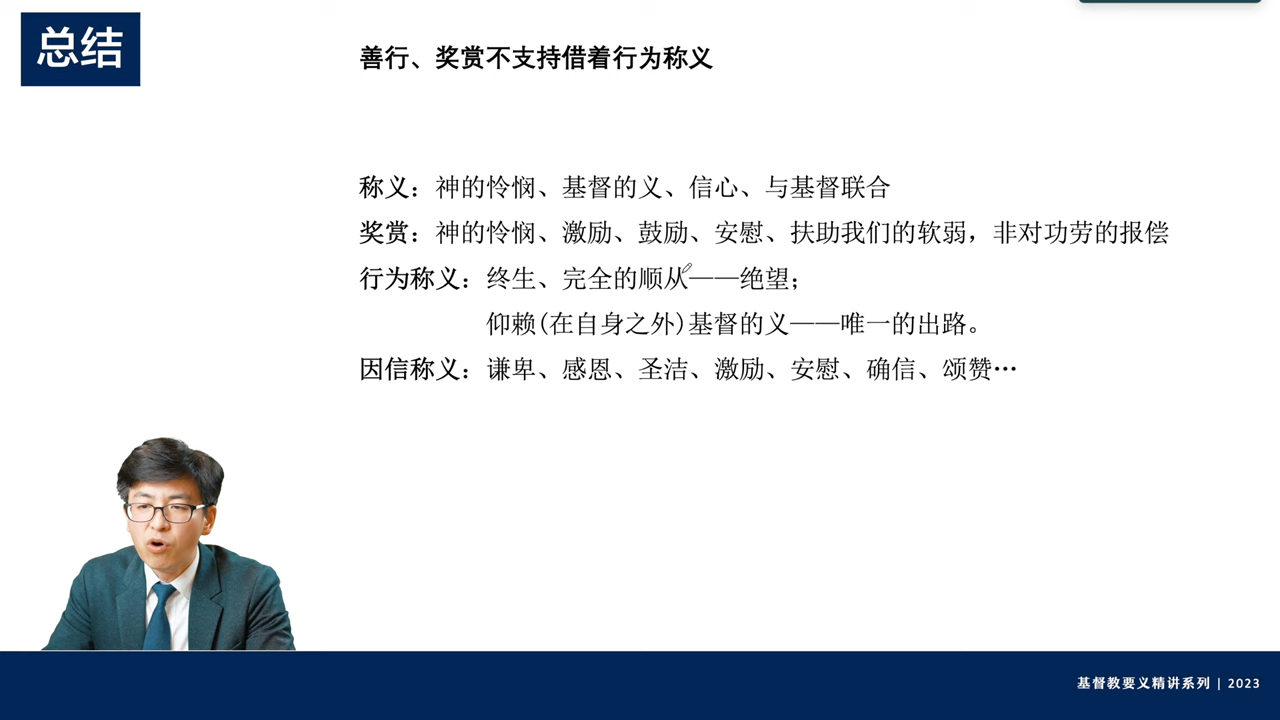 总结
善行、奖赏不支持借着行为称义
称义：神的怜悯、基督的义、信心、与基督联合
奖赏：神的怜悯、激励、鼓励、安慰、扶助我们的软弱，非对功劳的报偿
行为称义：终生、完全的顺从——绝望；
仰赖(在自身之外)基督的义——唯一的出路。
因信称义：谦卑、感恩、圣洁、激励、安慰、确信、颂赞…
基督教要义精讲系列 | 2023